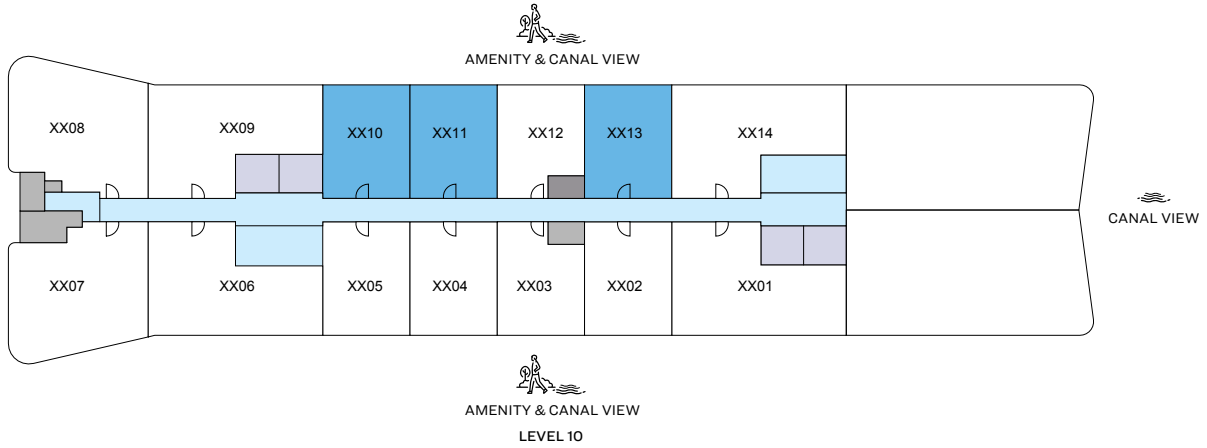 AMENITY & CANAL VIEW
XX08
XX09
XX10
XX11
XX12
XX13
XX14
CANAL VIEW
XX07
XX06
XX05
XX04
XX03
XX02
XX01
AMENITY & CANAL VIEW
LEVEL 10